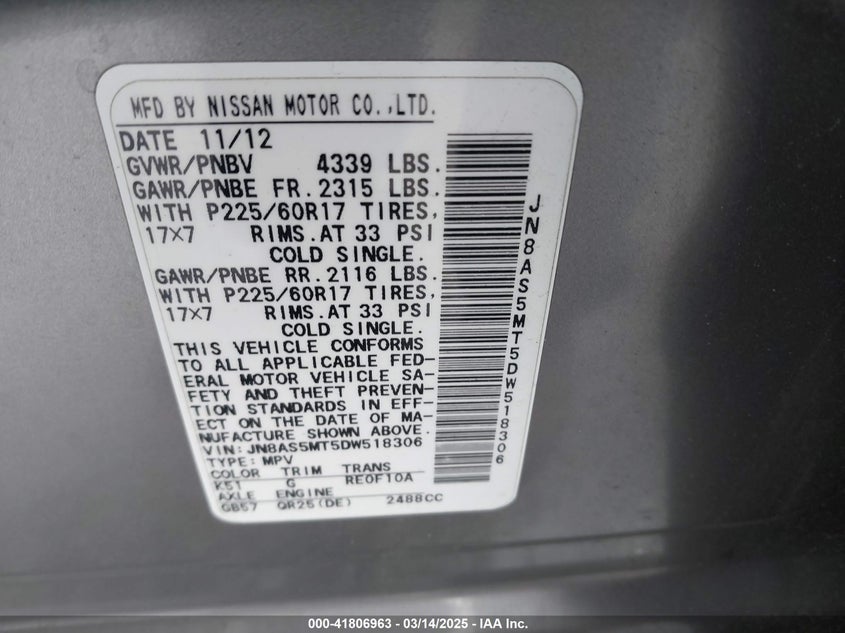 MFD BY NISSAN MOTOR CO.,LTD.
DATE 11/12
GVWR/PNBV 4339 LBS.
GAWR/PNBE FR.2315 LBS.
WITH P225/60R17 TIRES,
17×7 RIMS.AT 33 PSI
COLD SINGLE.
GAWR/PNBE RR.2116 LBS.
WITH P225/60R17 TIRES,
17×7 RIMS.AT 33 PSI
COLD SINGLE.
THIS VEHICLE CONFORMS
TO ALL APPLICABLE FED-
ERAL MOTOR VEHICLE SA-
FETY AND THEFT PREVEN-
TION STANDARDS IN EFF-
ECT ON THE DATE OF MA-
NUFACTURE SHOWN ABOVE.
VIN: JN8AS5MT5DW518306
TYPE: MPV
COLOR TRIM TRANS
K51 G RE0F10A
AXLE ENGINE
GB57 QR25(DE) 2488CC
JN8AS5MT5DW518306
000-41806963 | 03/14/2025 | IAA Inc.